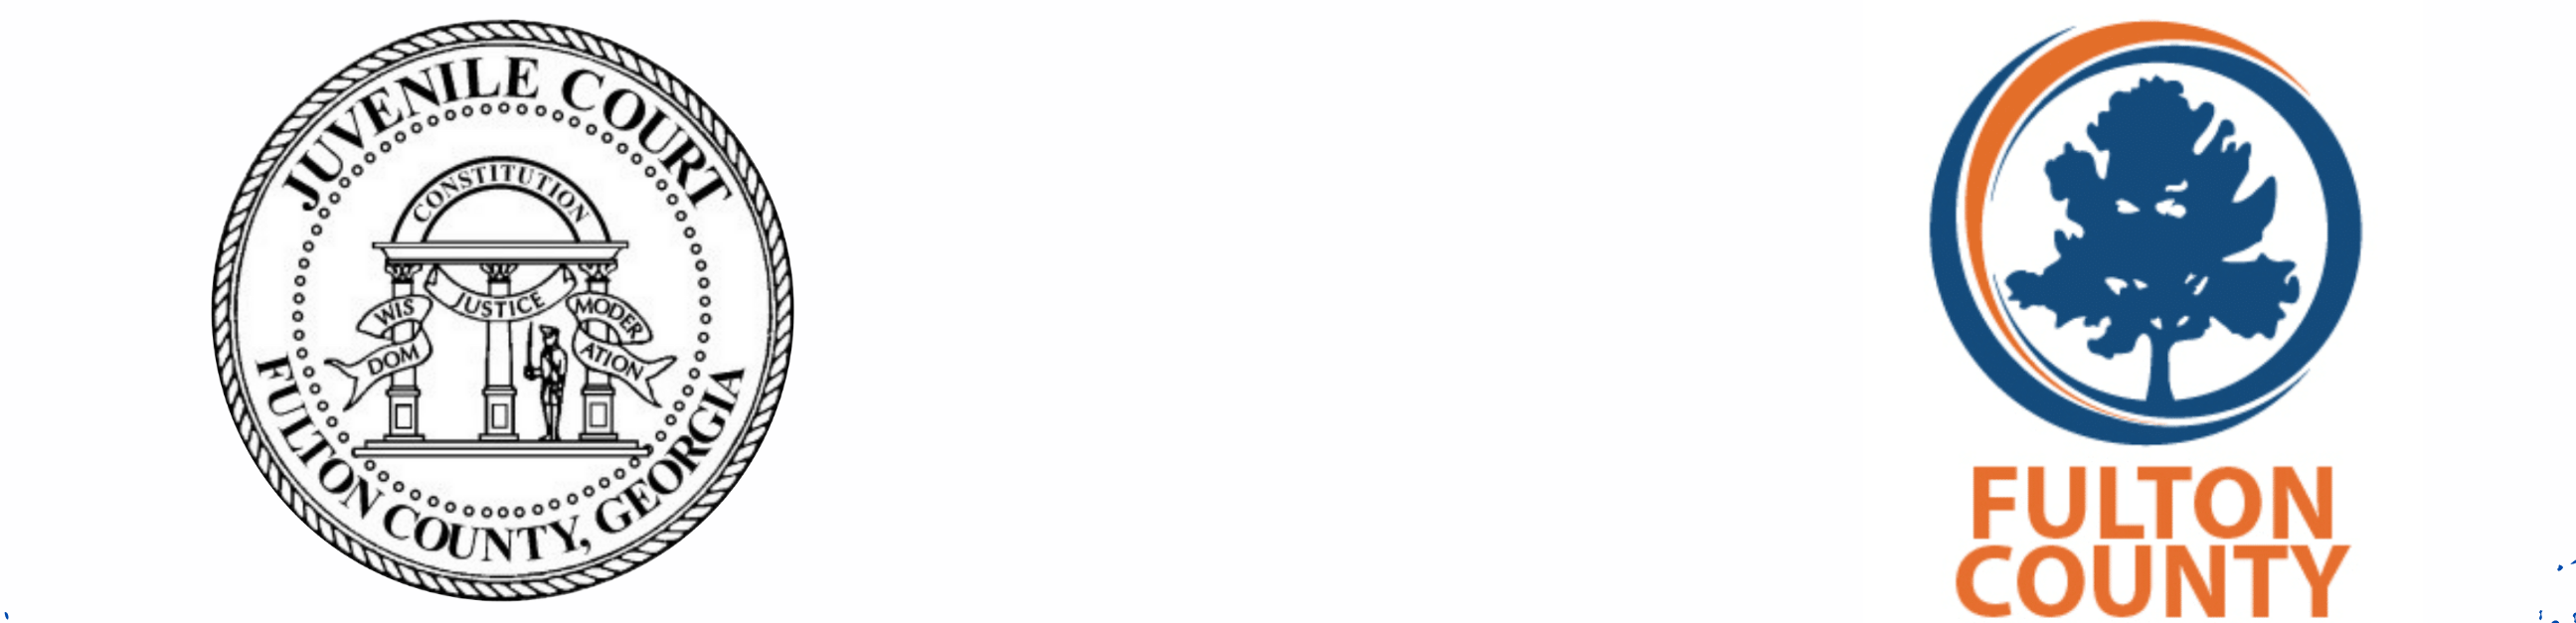 JUVENILE COURT
CONSTITUTION
WIS
DOM
JUSTICE
MODER
ATION
FULTON COUNTY, GEORGIA
FULTON
COUNTY